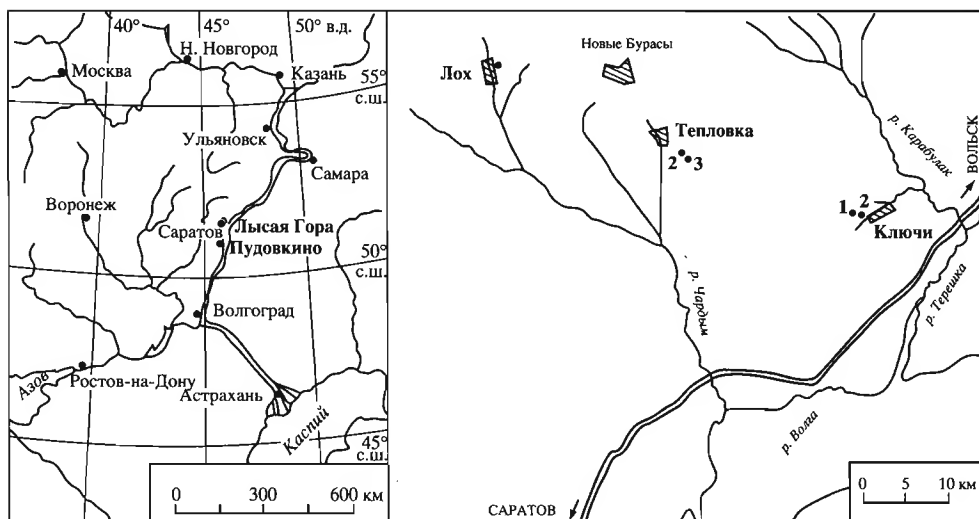 40°
45°
50° в.д.
Н. Новгород
Москва
Казань
55°
с.ш.
Ульяновск
Самара
Воронеж
Саратов
Лысая Гора
Пудовкино
50°
с.ш.
Волгоград
Азов
Ростов-на-Дону
Астрахань
Каспий
45°
с.ш.
0 300 600 км
Новые Бурасы
Лох
Тепловка
2 3
р. Карабулак
ВОЛЬСК
1 2
Ключи
р. Чардым
р. Терешка
р. Волга
САРАТОВ
0 5 10 км